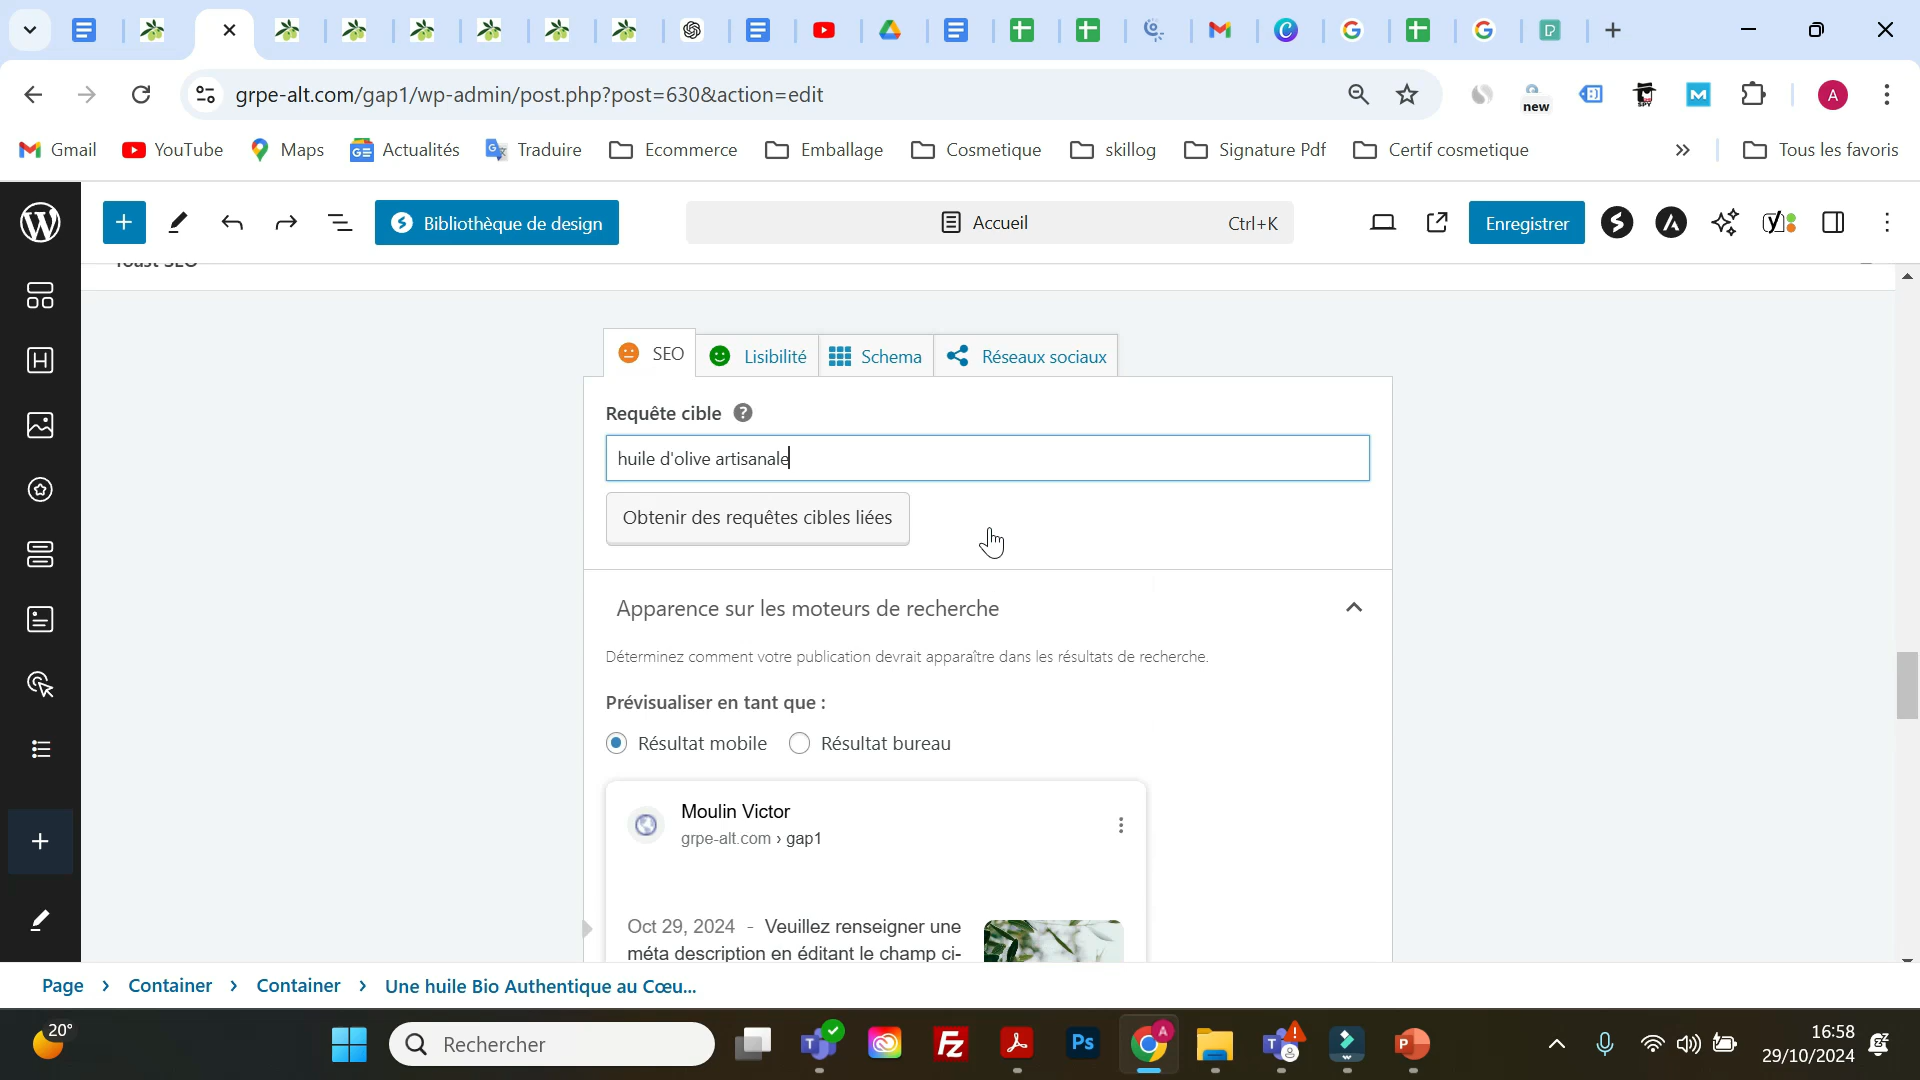 grpe-alt.com/gap1/wp-admin/post.php?post=630&action=edit
new
SPY
A
Gmail
YouTube
Maps
Actualités
Traduire
Ecommerce
Emballage
Cosmetique
skillog
Signature Pdf
Certif cosmetique
»
Tous les favoris
Bibliothèque de design
Accueil
Ctrl+K
Enregistrer
SEO
Lisibilité
Schema
Réseaux sociaux
Requête cible
huile d'olive artisanale
Obtenir des requêtes cibles liées
Apparence sur les moteurs de recherche
Déterminez comment votre publication devrait apparaître dans les résultats de recherche.
Prévisualiser en tant que :
Résultat mobile
Résultat bureau
Moulin Victor
grpe-alt.com › gap1
Oct 29, 2024 - Veuillez renseigner une
méta description en éditant le champ ci-
Page › Container › Container › Une huile Bio Authentique au Cœu...
20°
Rechercher
16:58
29/10/2024